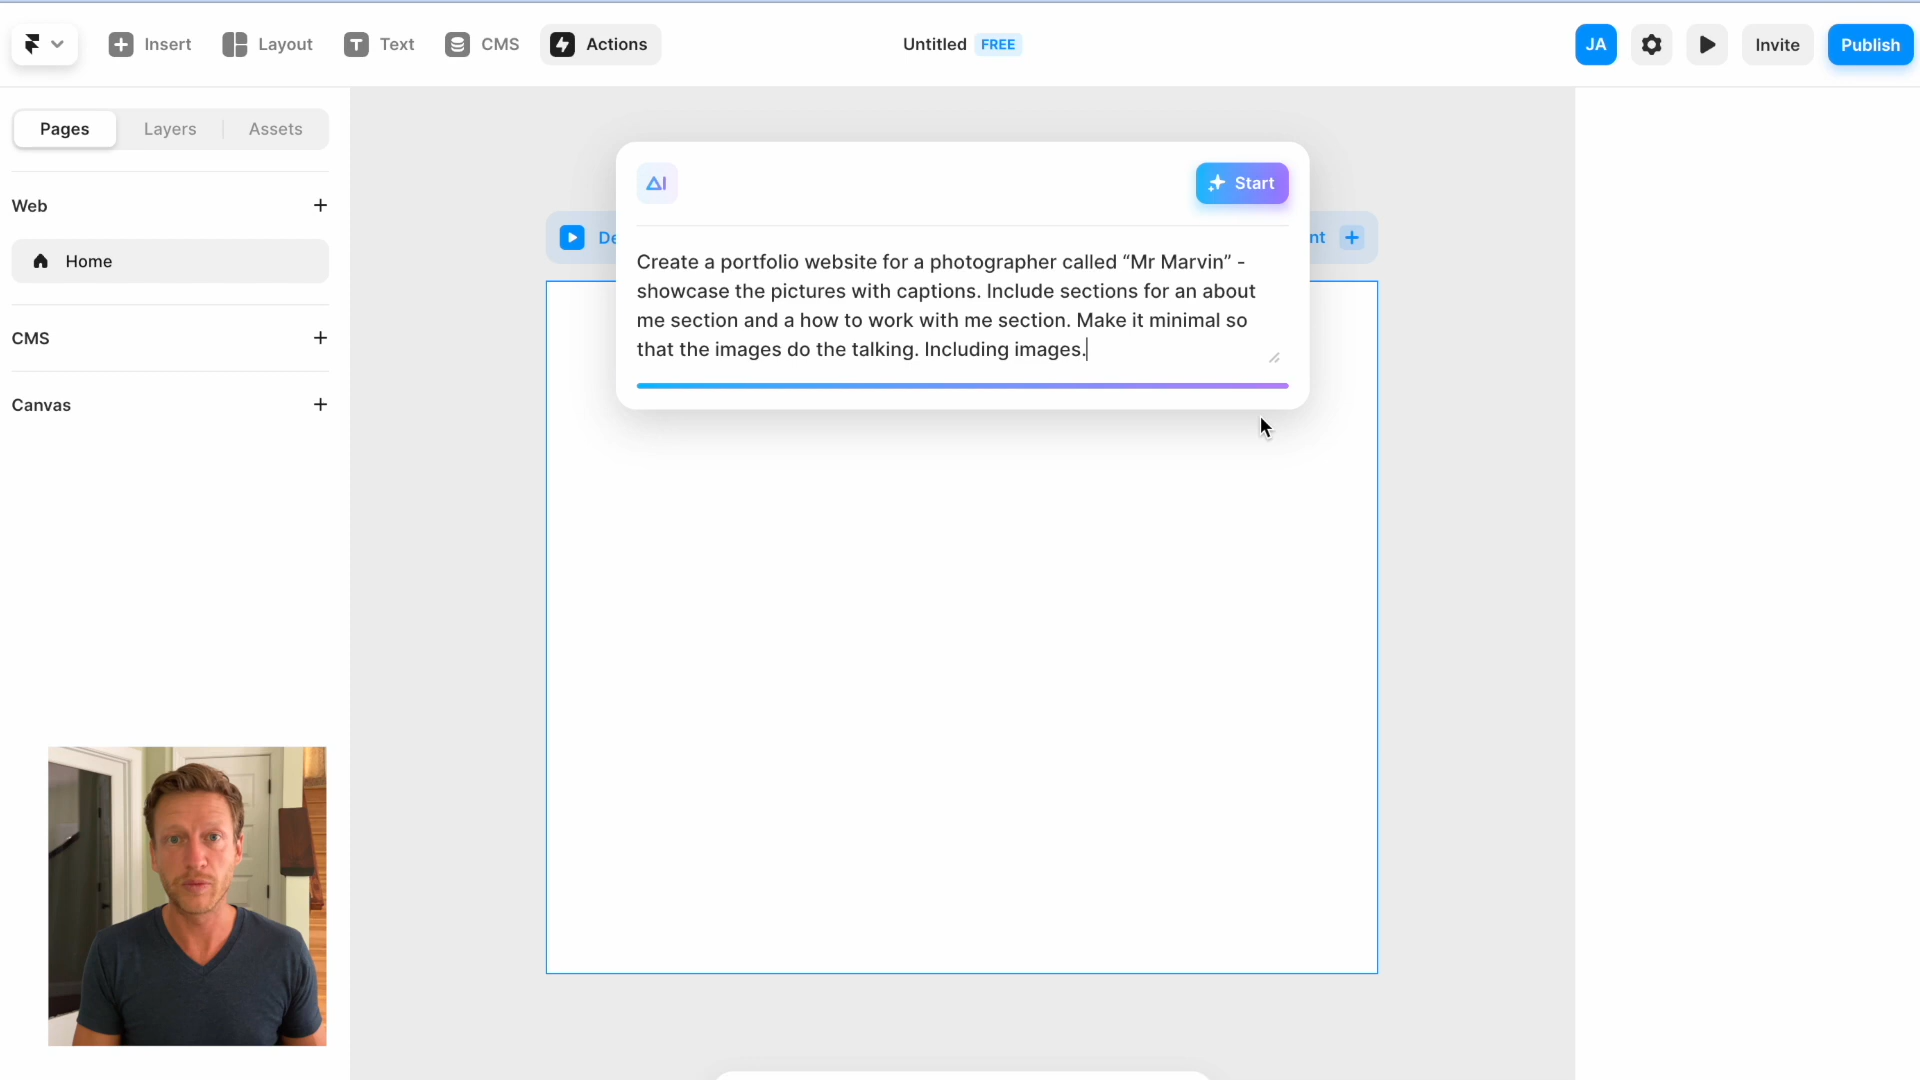 Insert
Layout
Text
CMS
Actions
Untitled FREE
JA
Invite
Publish
Pages
Layers
Assets
Web
Home
CMS
Canvas
AI
Start
De
nt
Create a portfolio website for a photographer called “Mr Marvin” -
showcase the pictures with captions. Include sections for an about
me section and a how to work with me section. Make it minimal so
that the images do the talking. Including images.